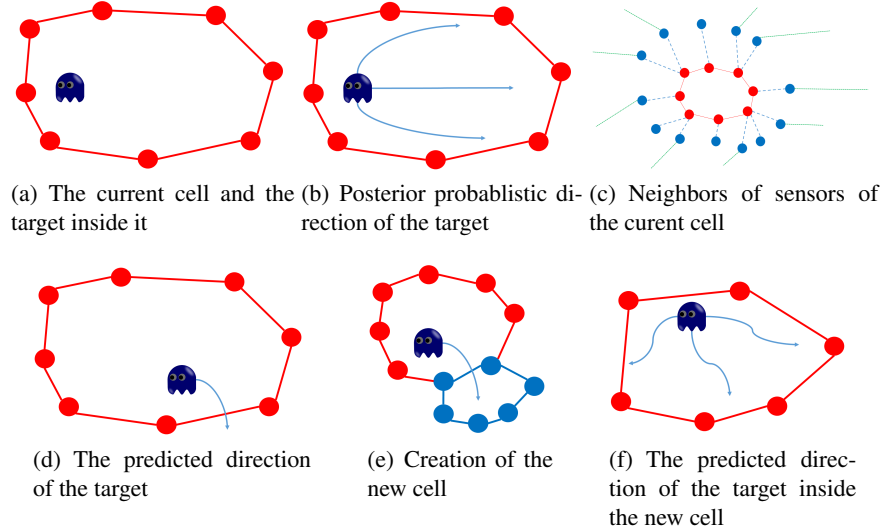 (a) The current cell and the
target inside it
(b) Posterior probablistic di-
rection of the target
(c) Neighbors of sensors of
the curent cell
(d) The predicted direction
of the target
(e) Creation of the
new cell
(f) The predicted direc-
tion of the target inside
the new cell